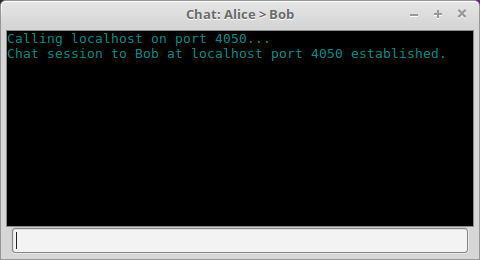 Chat: Alice > Bob
Calling localhost on port 4050...
Chat session to Bob at localhost port 4050 established.